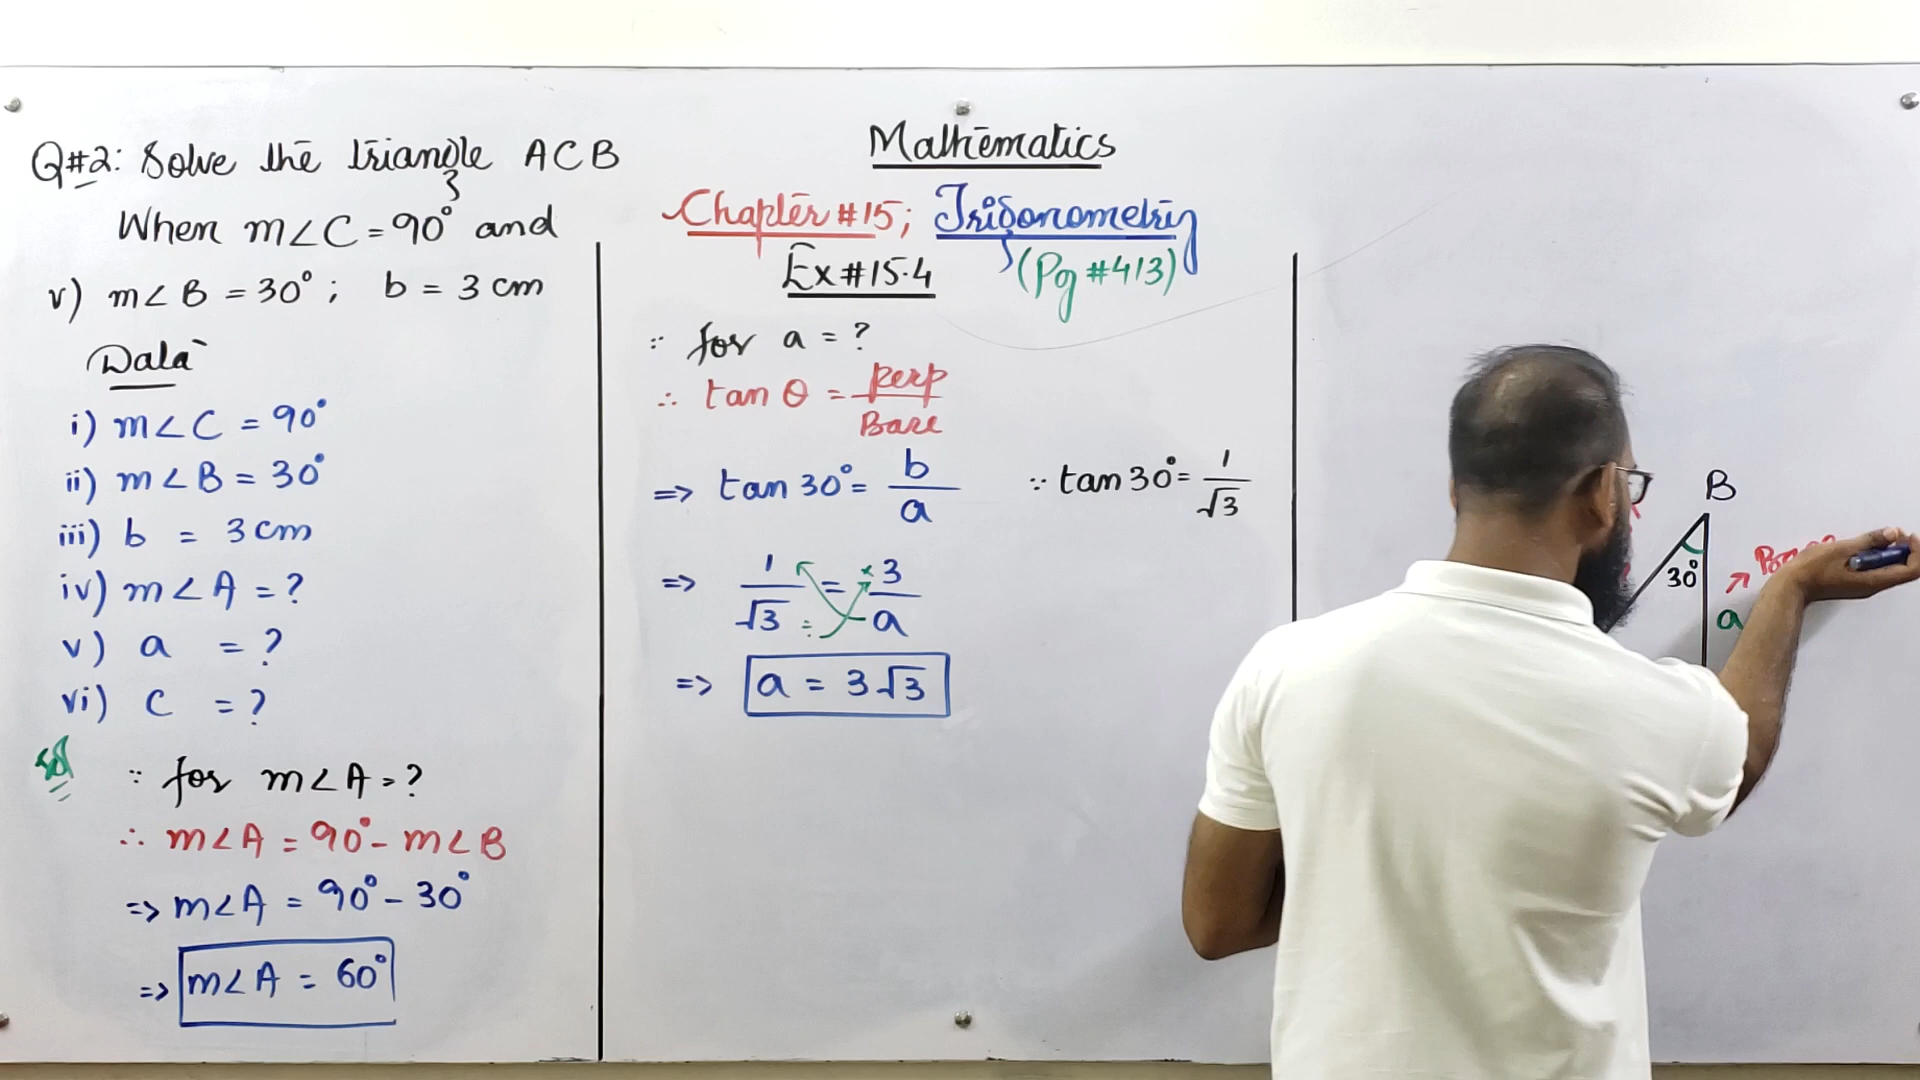 Mathematics
Chapter #15; Trigonometry
Ex #15.4 (Pg #413)
Q#2: Solve the triangle ACB
When m∠C = 90° and
v) m∠B = 30° ; b = 3 cm
Data
i) m∠C = 90°
ii) m∠B = 30°
iii) b = 3 cm
iv) m∠A = ?
v) a = ?
vi) c = ?
Sol
∵ for m∠A = ?
∴ m∠A = 90° - m∠B
=> m∠A = 90° - 30°
=> m∠A = 60°
∵ for a = ?
∴ tan θ = perp / Base
=> tan 30° = b / a ∵ tan 30° = 1 / √3
=> 1 / √3 = 3 / a
=> a = 3√3
B
30°
a